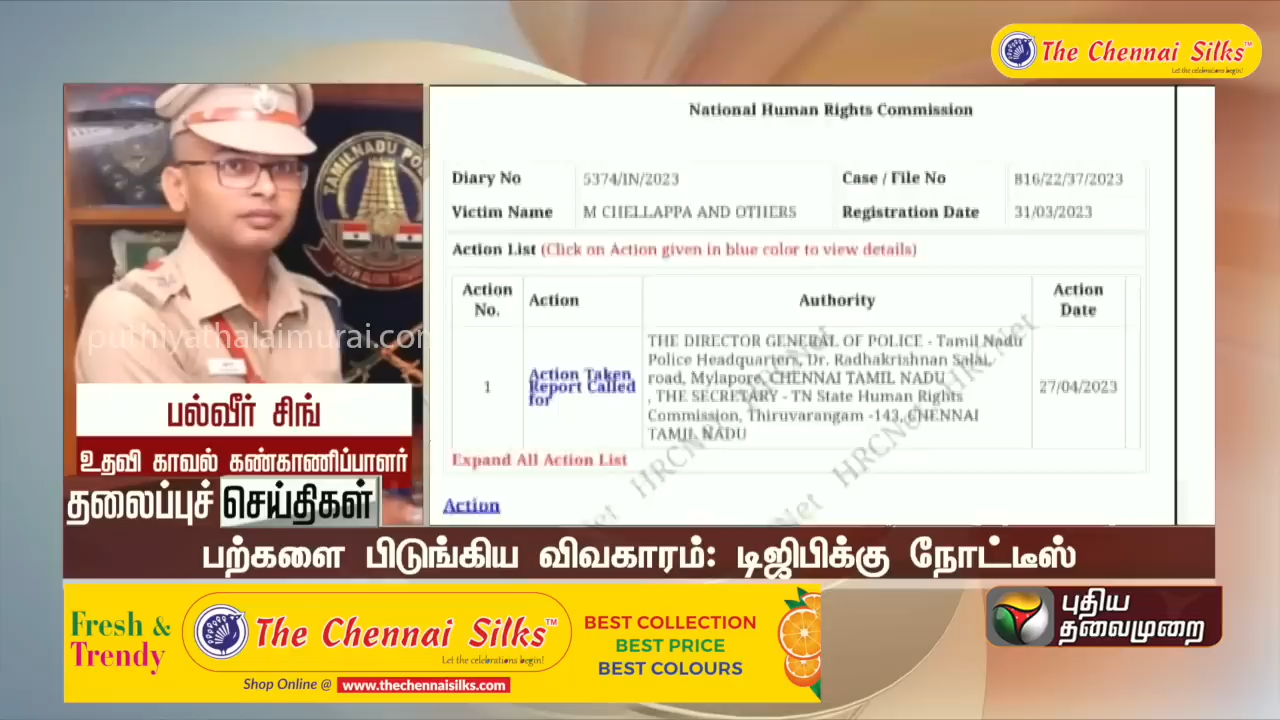 The Chennai Silks™
Let the celebrations begin!
TAMILNADU PO
puthiyathalaimurai.com
பல்வீர் சிங்
உதவி காவல் கண்காணிப்பாளர்
தலைப்புச் செய்திகள்
National Human Rights Commission
Diary No 5374/IN/2023 Case / File No 816/22/37/2023
Victim Name M CHELLAPPA AND OTHERS Registration Date 31/03/2023
Action List (Click on Action given in blue color to view details)
Action No. Action Authority Action Date
1 Action Taken Report Called for
THE DIRECTOR GENERAL OF POLICE - Tamil Nadu
Police Headquarters, Dr. Radhakrishnan Salai,
road, Mylapore, CHENNAI TAMIL NADU
, THE SECRETARY - TN State Human Rights
Commission, Thiruvarangam -143, CHENNAI
TAMIL NADU
27/04/2023
Expand All Action List
HRCNet HRCNet
Action
பற்களை பிடுங்கிய விவகாரம்: டிஜிபிக்கு நோட்டீஸ்
Fresh &
Trendy
The Chennai Silks™
Let the celebrations begin!
Shop Online @ www.thechennaisilks.com
BEST COLLECTION
BEST PRICE
BEST COLOURS
புதிய
தலைமுறை